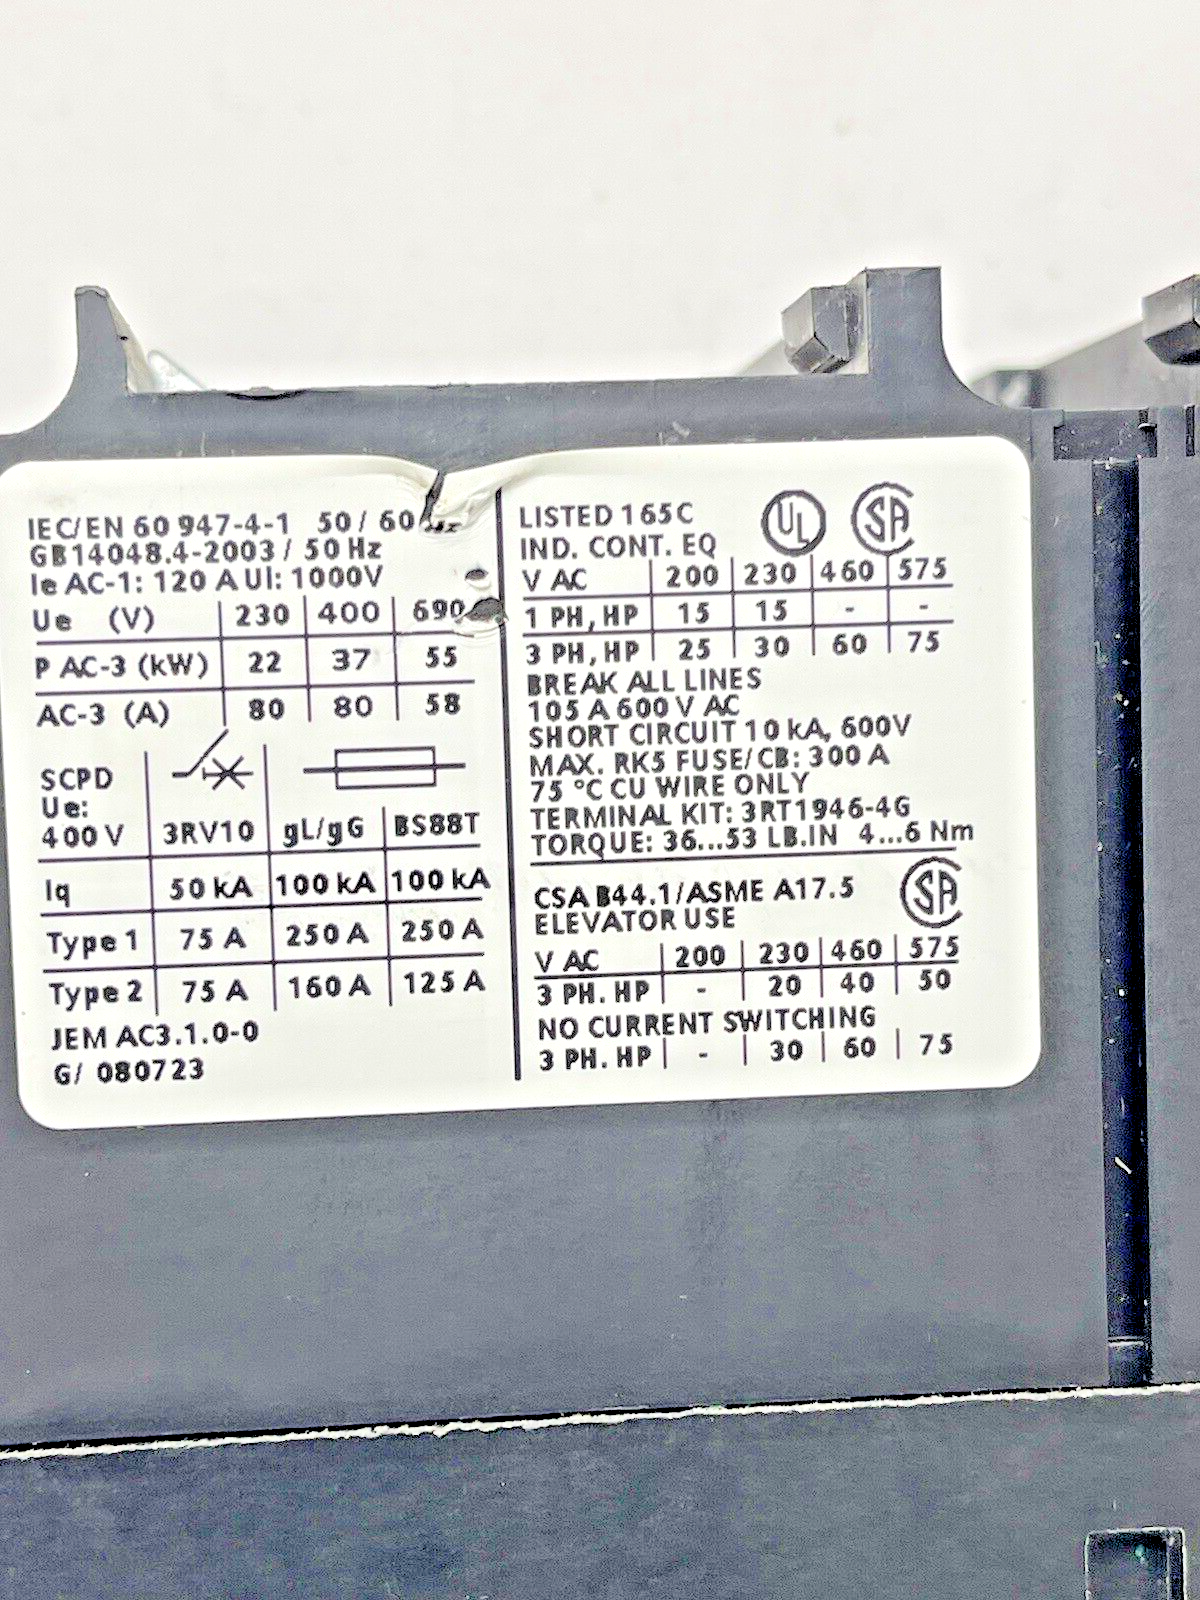 IEC/EN 60 947-4-1 50 / 60 Hz
GB14048.4-2003 / 50 Hz
Ie AC-1: 120 A UI: 1000V
Ue (V) 230 400 690
P AC-3 (kW) 22 37 55
AC-3 (A) 80 80 58
SCPD
Ue:
400 V 3RV10 gL/gG BS88T
Iq 50 kA 100 kA 100 kA
Type 1 75 A 250 A 250 A
Type 2 75 A 160 A 125 A
JEM AC3.1.0-0
G/ 080723
LISTED 165C UL SA
IND. CONT. EQ
V AC 200 230 460 575
1 PH, HP 15 15 - -
3 PH, HP 25 30 60 75
BREAK ALL LINES
105 A 600 V AC
SHORT CIRCUIT 10 kA, 600V
MAX. RK5 FUSE/CB: 300 A
75 °C CU WIRE ONLY
TERMINAL KIT: 3RT1946-4G
TORQUE: 36...53 LB.IN 4...6 Nm
CSA B44.1/ASME A17.5 SA
ELEVATOR USE
V AC 200 230 460 575
3 PH. HP - 20 40 50
NO CURRENT SWITCHING
3 PH. HP - 30 60 75